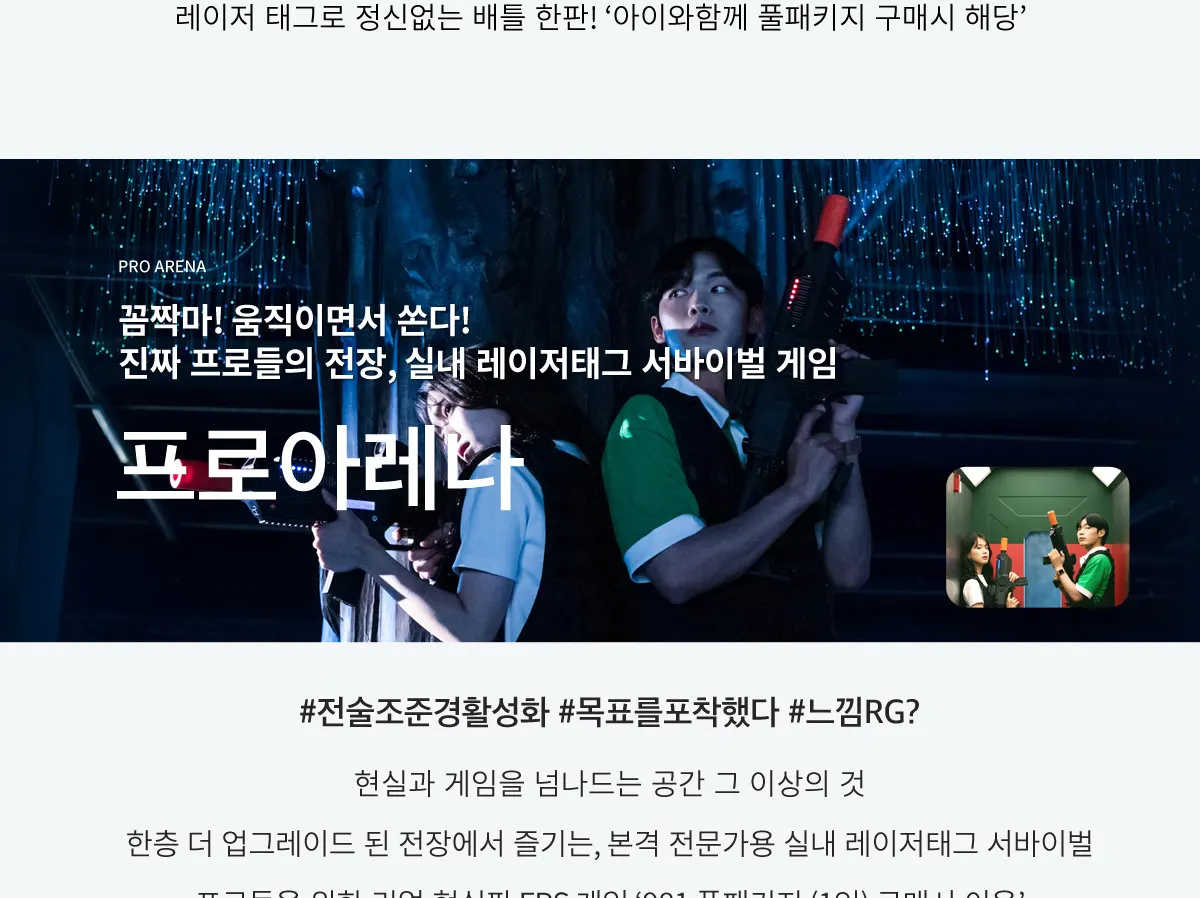 레이저 태그로 정신없는 배틀 한판! ‘아이와함께 풀패키지 구매시 해당’
PRO ARENA
꼼짝마! 움직이면서 쏜다!
진짜 프로들의 전장, 실내 레이저태그 서바이벌 게임
프로아레나
#전술조준경활성화 #목표를포착했다 #느낌RG?
현실과 게임을 넘나드는 공간 그 이상의 것
한층 더 업그레이드 된 전장에서 즐기는, 본격 전문가용 실내 레이저태그 서바이벌